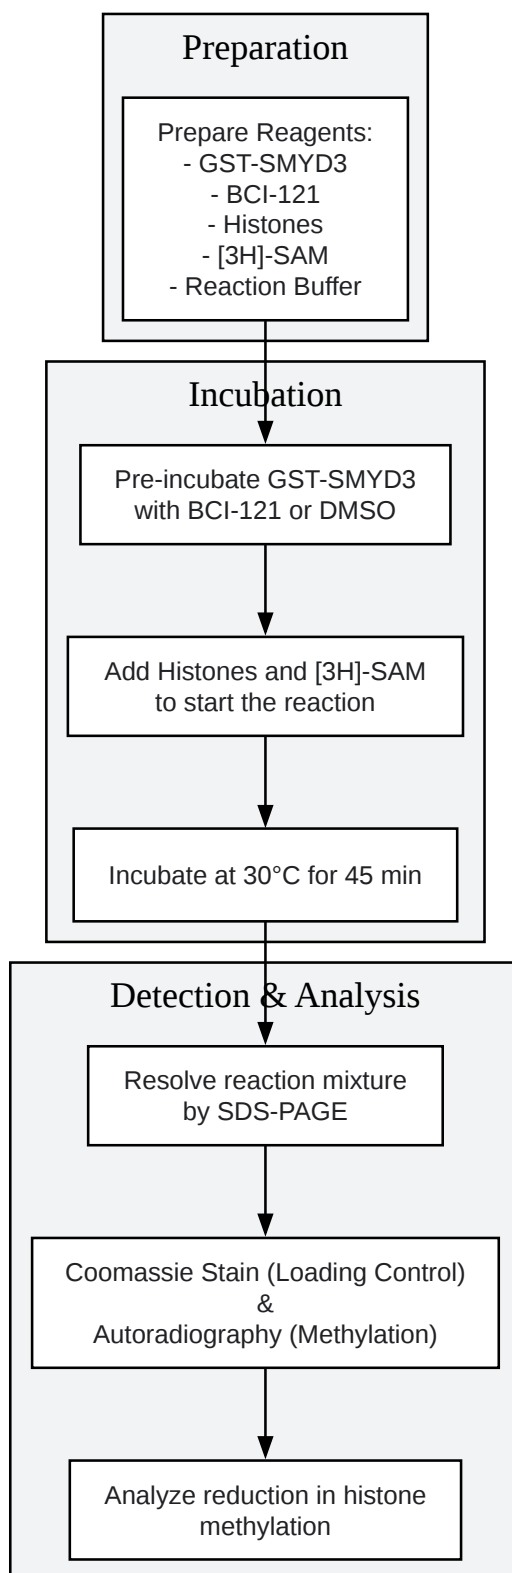 Preparation
Prepare Reagents:
- GST-SMYD3
- BCI-121
- Histones
- [3H]-SAM
- Reaction Buffer
Incubation
Pre-incubate GST-SMYD3
with BCI-121 or DMSO
Add Histones and [3H]-SAM
to start the reaction
Incubate at 30°C for 45 min
Detection & Analysis
Resolve reaction mixture
by SDS-PAGE
Coomassie Stain (Loading Control)
&
Autoradiography (Methylation)
Analyze reduction in histone
methylation